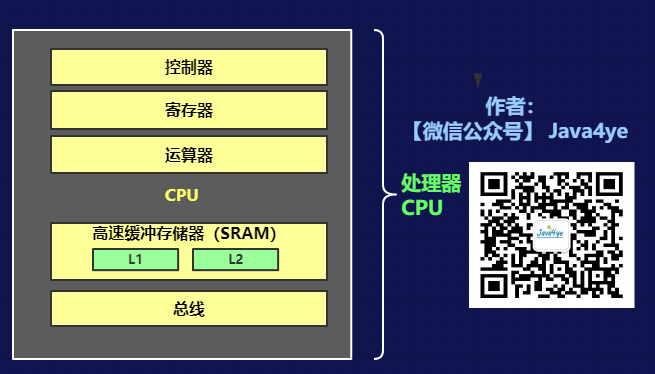 控制器
寄存器
运算器
CPU
高速缓冲存储器（SRAM）
L1
L2
总线
处理器
CPU
作者：
【微信公众号】 Java4ye
Java4ye